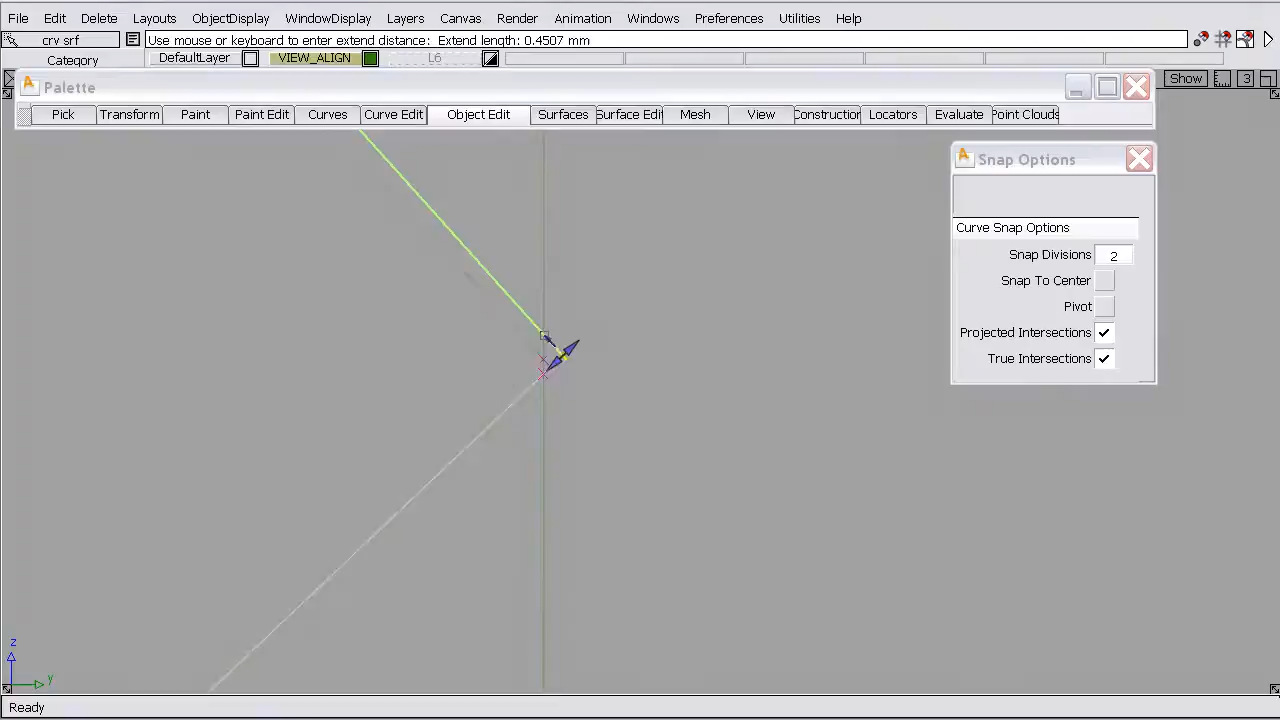 File Edit Delete Layouts ObjectDisplay WindowDisplay Layers Canvas Render Animation Windows Preferences Utilities Help
crv srf Use mouse or keyboard to enter extend distance: Extend length: 0.4507 mm
Category DefaultLayer VIEW_ALIGN L6
Palette
Show 3
Pick Transform Paint Paint Edit Curves Curve Edit Object Edit Surfaces Surface Edit Mesh View Construction Locators Evaluate Point Clouds
Snap Options
Curve Snap Options
Snap Divisions 2
Snap To Center
Pivot
Projected Intersections
True Intersections
z
y
Ready